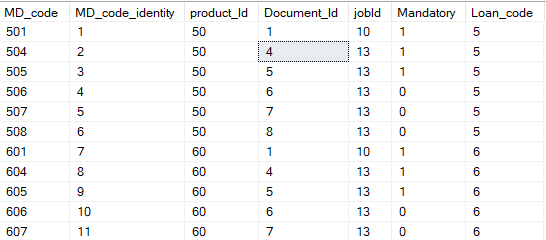 MD_code MD_code_identity product_Id Document_Id jobId Mandatory Loan_code
501 1 50 1 10 1 5
504 2 50 4 13 1 5
505 3 50 5 13 1 5
506 4 50 6 13 0 5
507 5 50 7 13 0 5
508 6 50 8 13 0 5
601 7 60 1 10 1 6
604 8 60 4 13 1 6
605 9 60 5 13 1 6
606 10 60 6 13 0 6
607 11 60 7 13 0 6